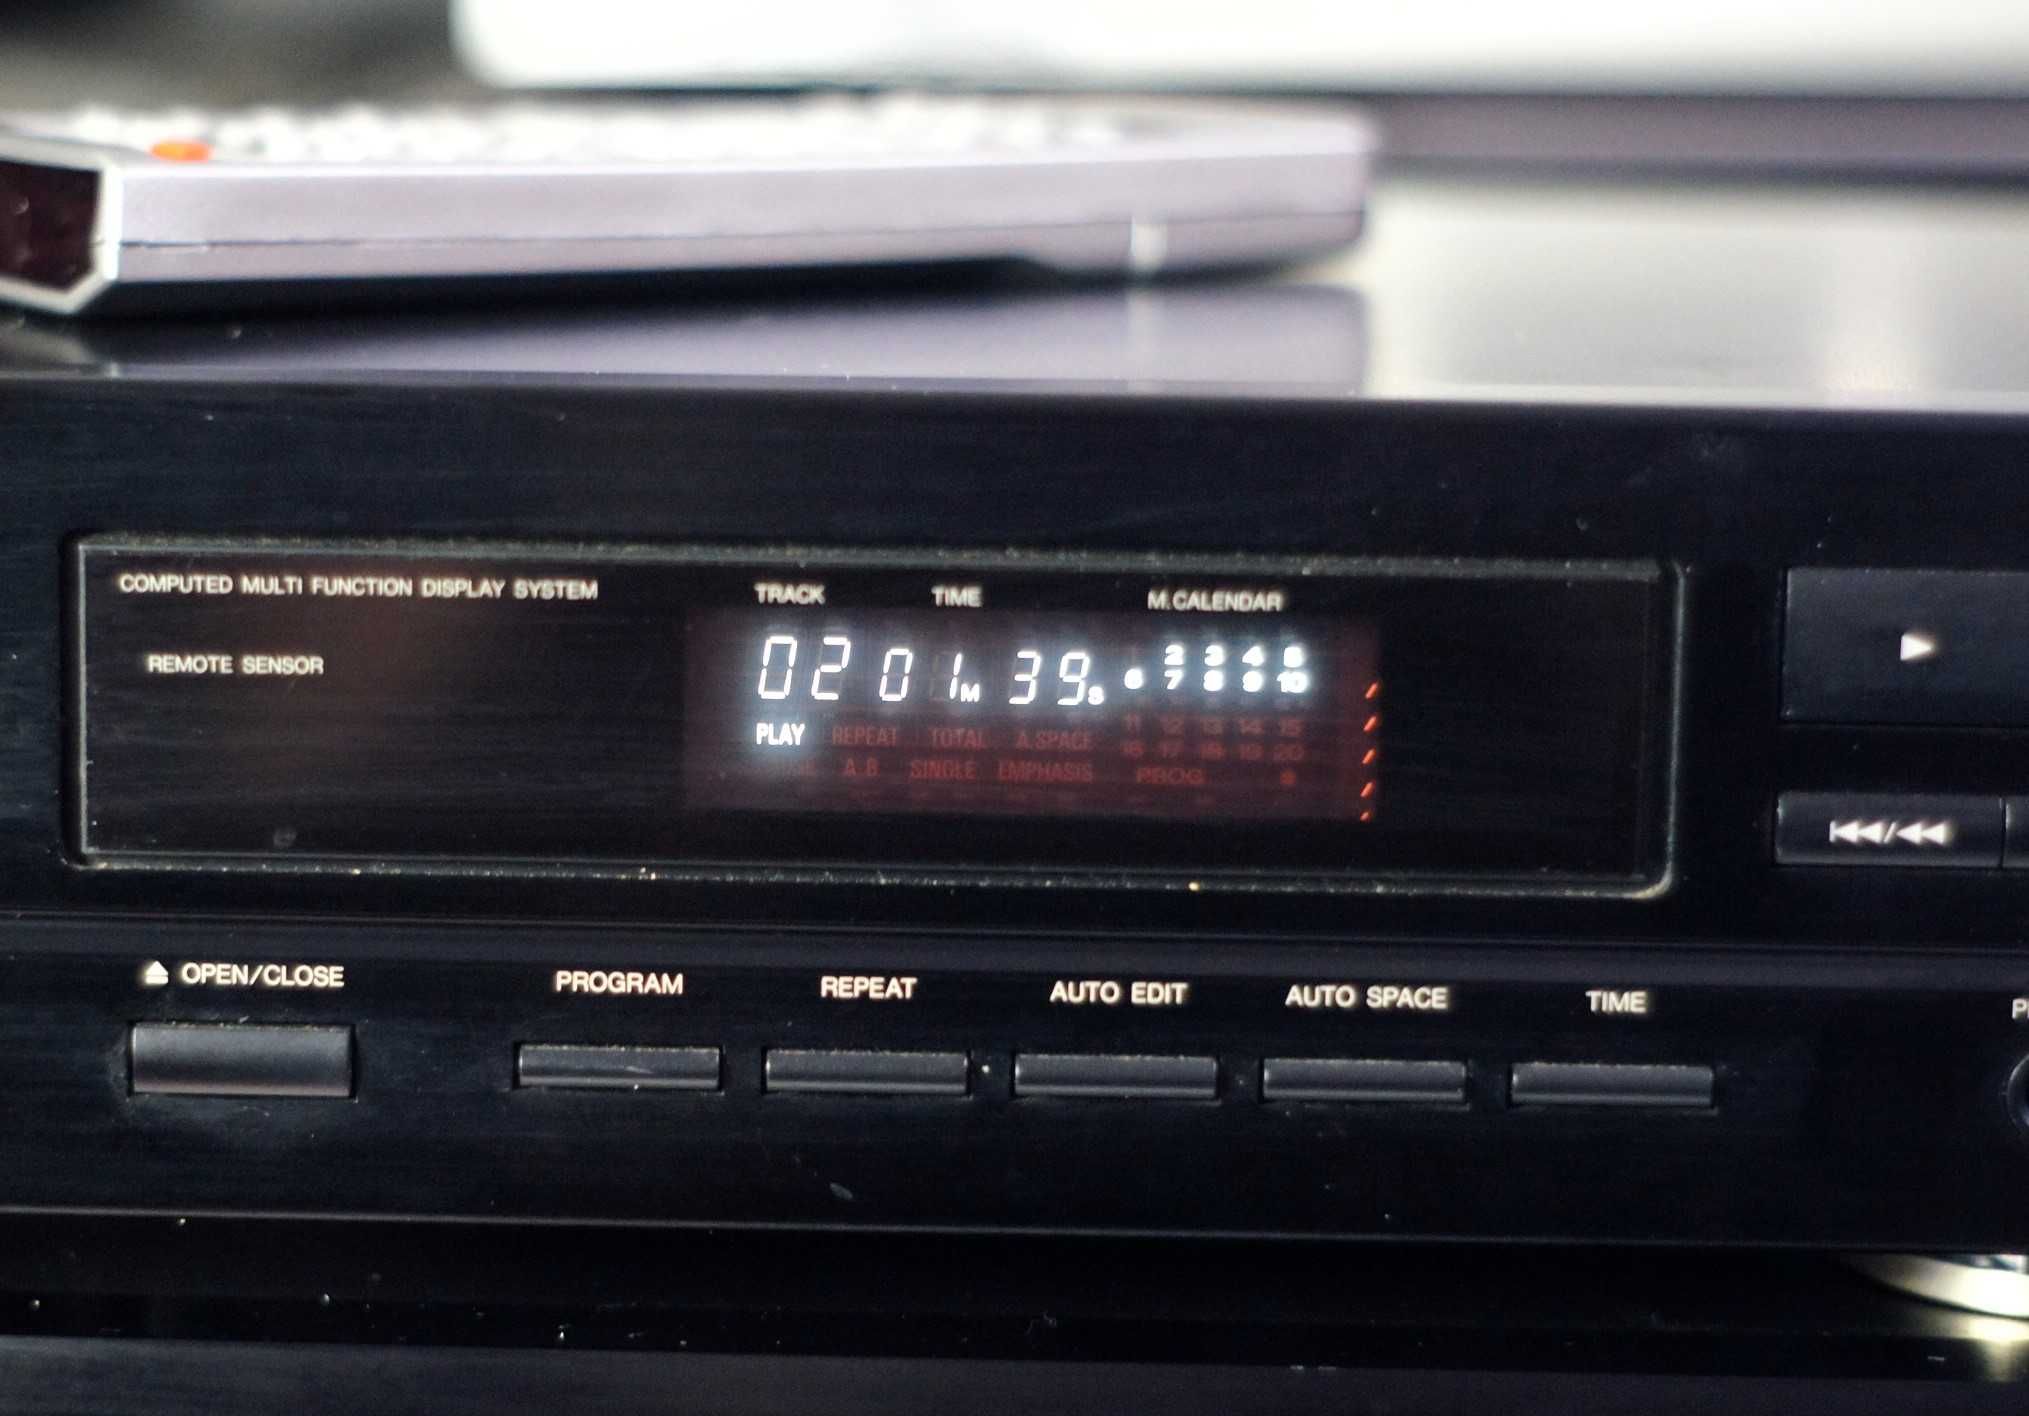 COMPUTED MULTI FUNCTION DISPLAY SYSTEM
TRACK TIME M.CALENDAR
REMOTE SENSOR
02 01M 39S
2 3 4 5
6 7 8 9 10
PLAY REPEAT TOTAL A.SPACE
11 12 13 14 15
16 17 18 19 20
A-B SINGLE EMPHASIS PROG
OPEN/CLOSE PROGRAM REPEAT AUTO EDIT AUTO SPACE TIME